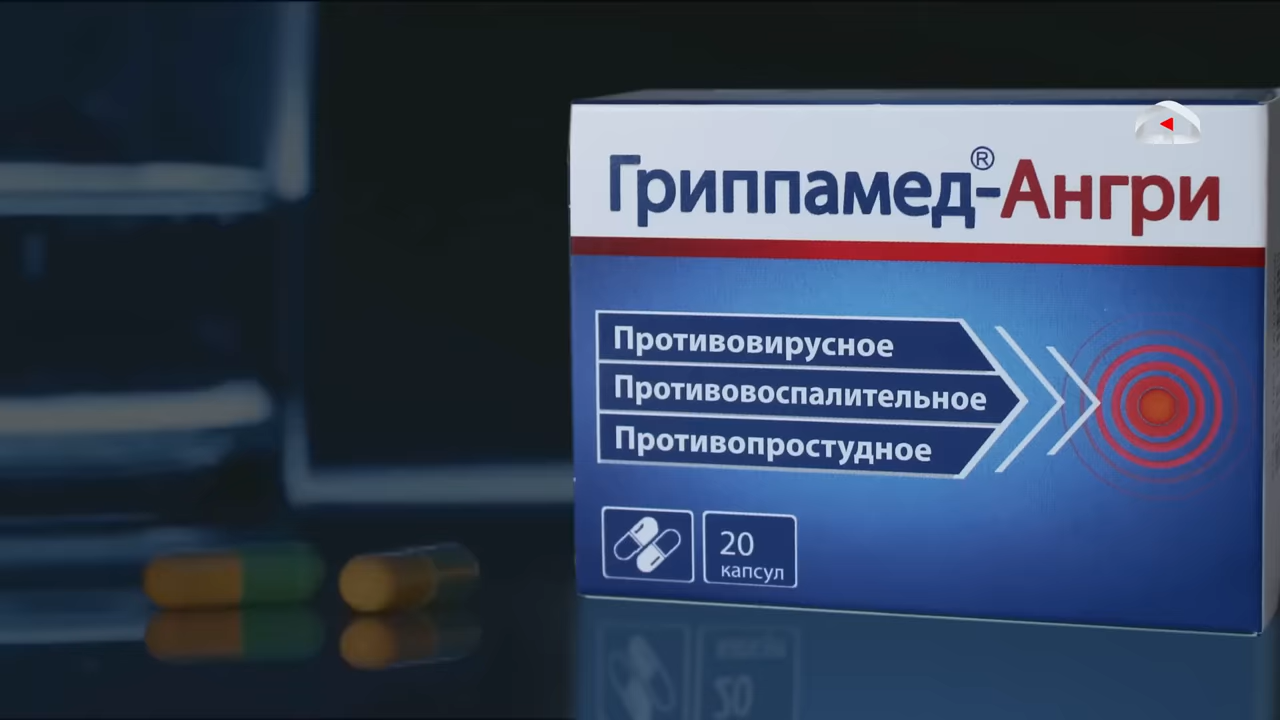 Гриппамед®-Ангри
Противовирусное
Противовоспалительное
Противопростудное
20
капсул